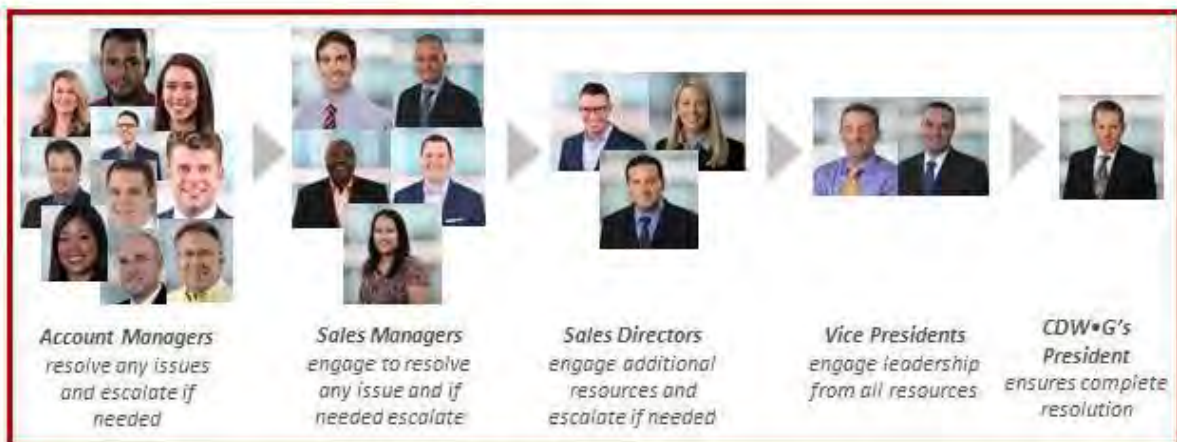 Account Managers
resolve any issues
and escalate if
needed
Sales Managers
engage to resolve
any issue and if
needed escalate
Sales Directors
engage additional
resources and
escalate if needed
Vice Presidents
engage leadership
from all resources
CDW•G's
President
ensures complete
resolution